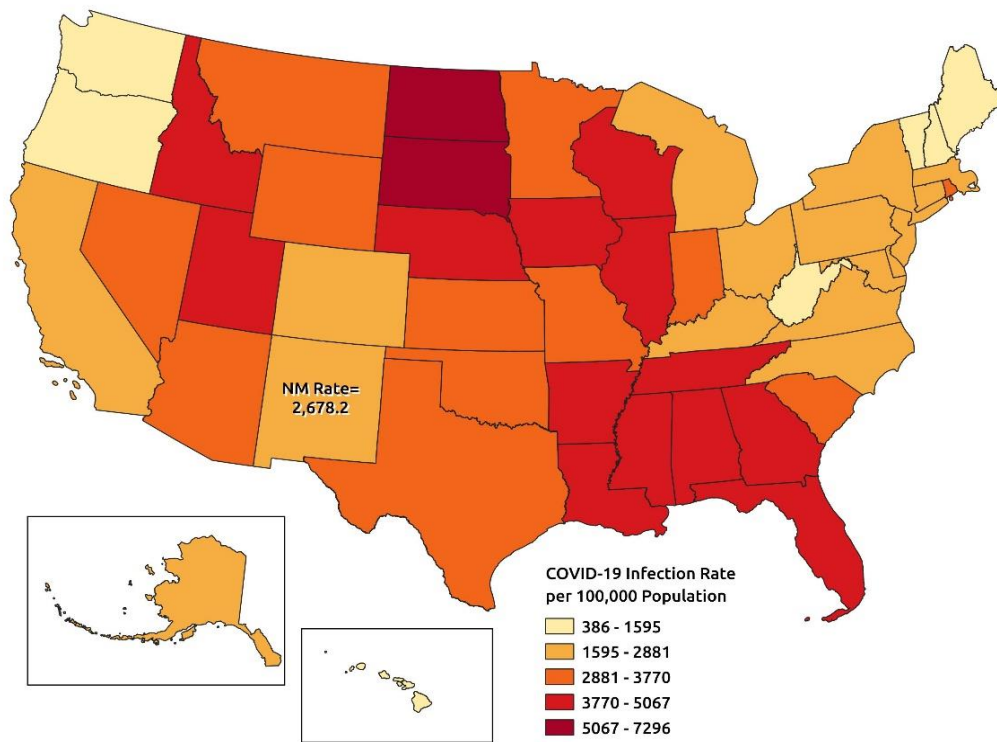 NM Rate=
2,678.2
COVID-19 Infection Rate
per 100,000 Population
386 - 1595
1595 - 2881
2881 - 3770
3770 - 5067
5067 - 7296